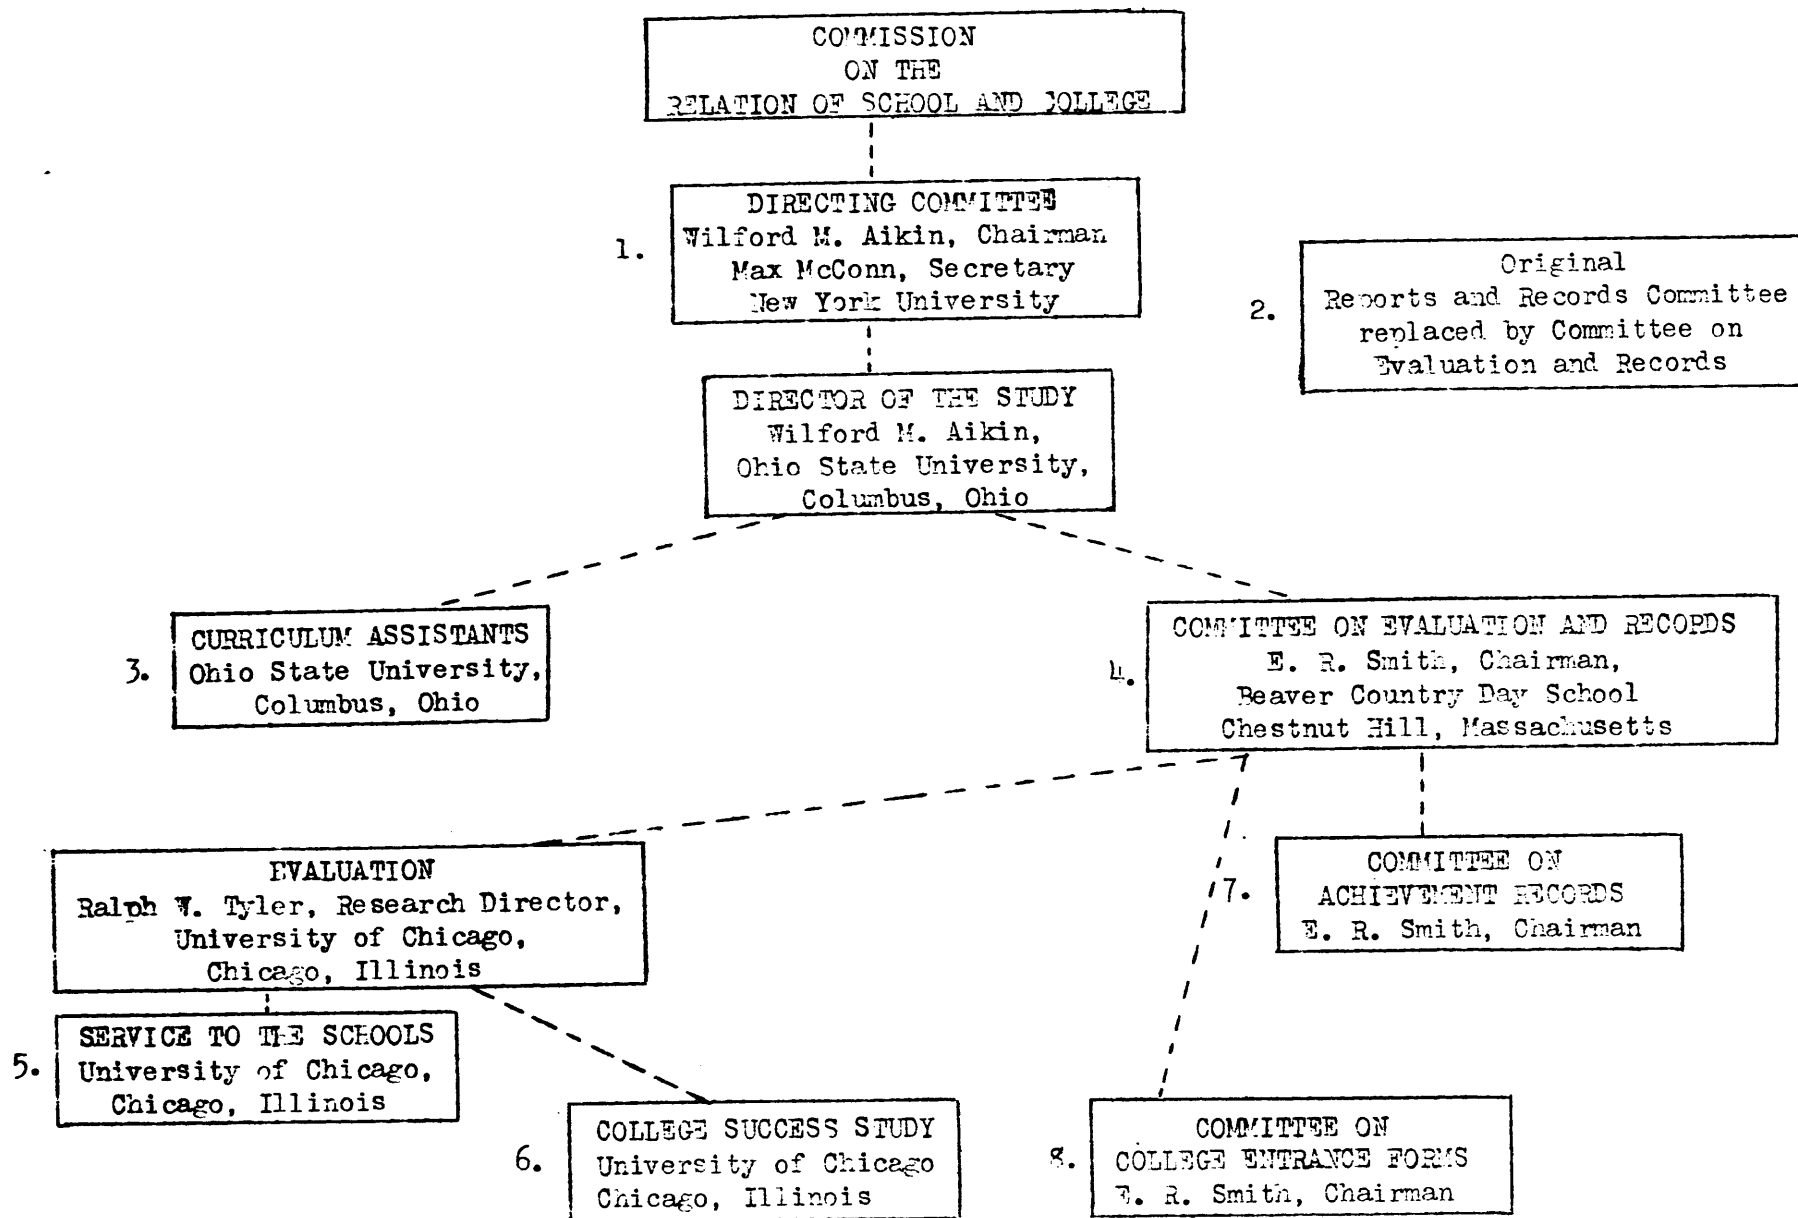 COMMISSION
ON THE
RELATION OF SCHOOL AND COLLEGE
1.
DIRECTING COMMITTEE
Wilford M. Aikin, Chairman
Max McConn, Secretary
New York University
2.
Original
Reports and Records Committee
replaced by Committee on
Evaluation and Records
DIRECTOR OF THE STUDY
Wilford M. Aikin,
Ohio State University,
Columbus, Ohio
3.
CURRICULUM ASSISTANTS
Ohio State University,
Columbus, Ohio
4.
COMMITTEE ON EVALUATION AND RECORDS
E. R. Smith, Chairman,
Beaver Country Day School
Chestnut Hill, Massachusetts
EVALUATION
Ralph W. Tyler, Research Director,
University of Chicago,
Chicago, Illinois
7.
COMMITTEE ON
ACHIEVEMENT RECORDS
E. R. Smith, Chairman
5.
SERVICE TO THE SCHOOLS
University of Chicago,
Chicago, Illinois
6.
COLLEGE SUCCESS STUDY
University of Chicago
Chicago, Illinois
8.
COMMITTEE ON
COLLEGE ENTRANCE FORMS
E. R. Smith, Chairman